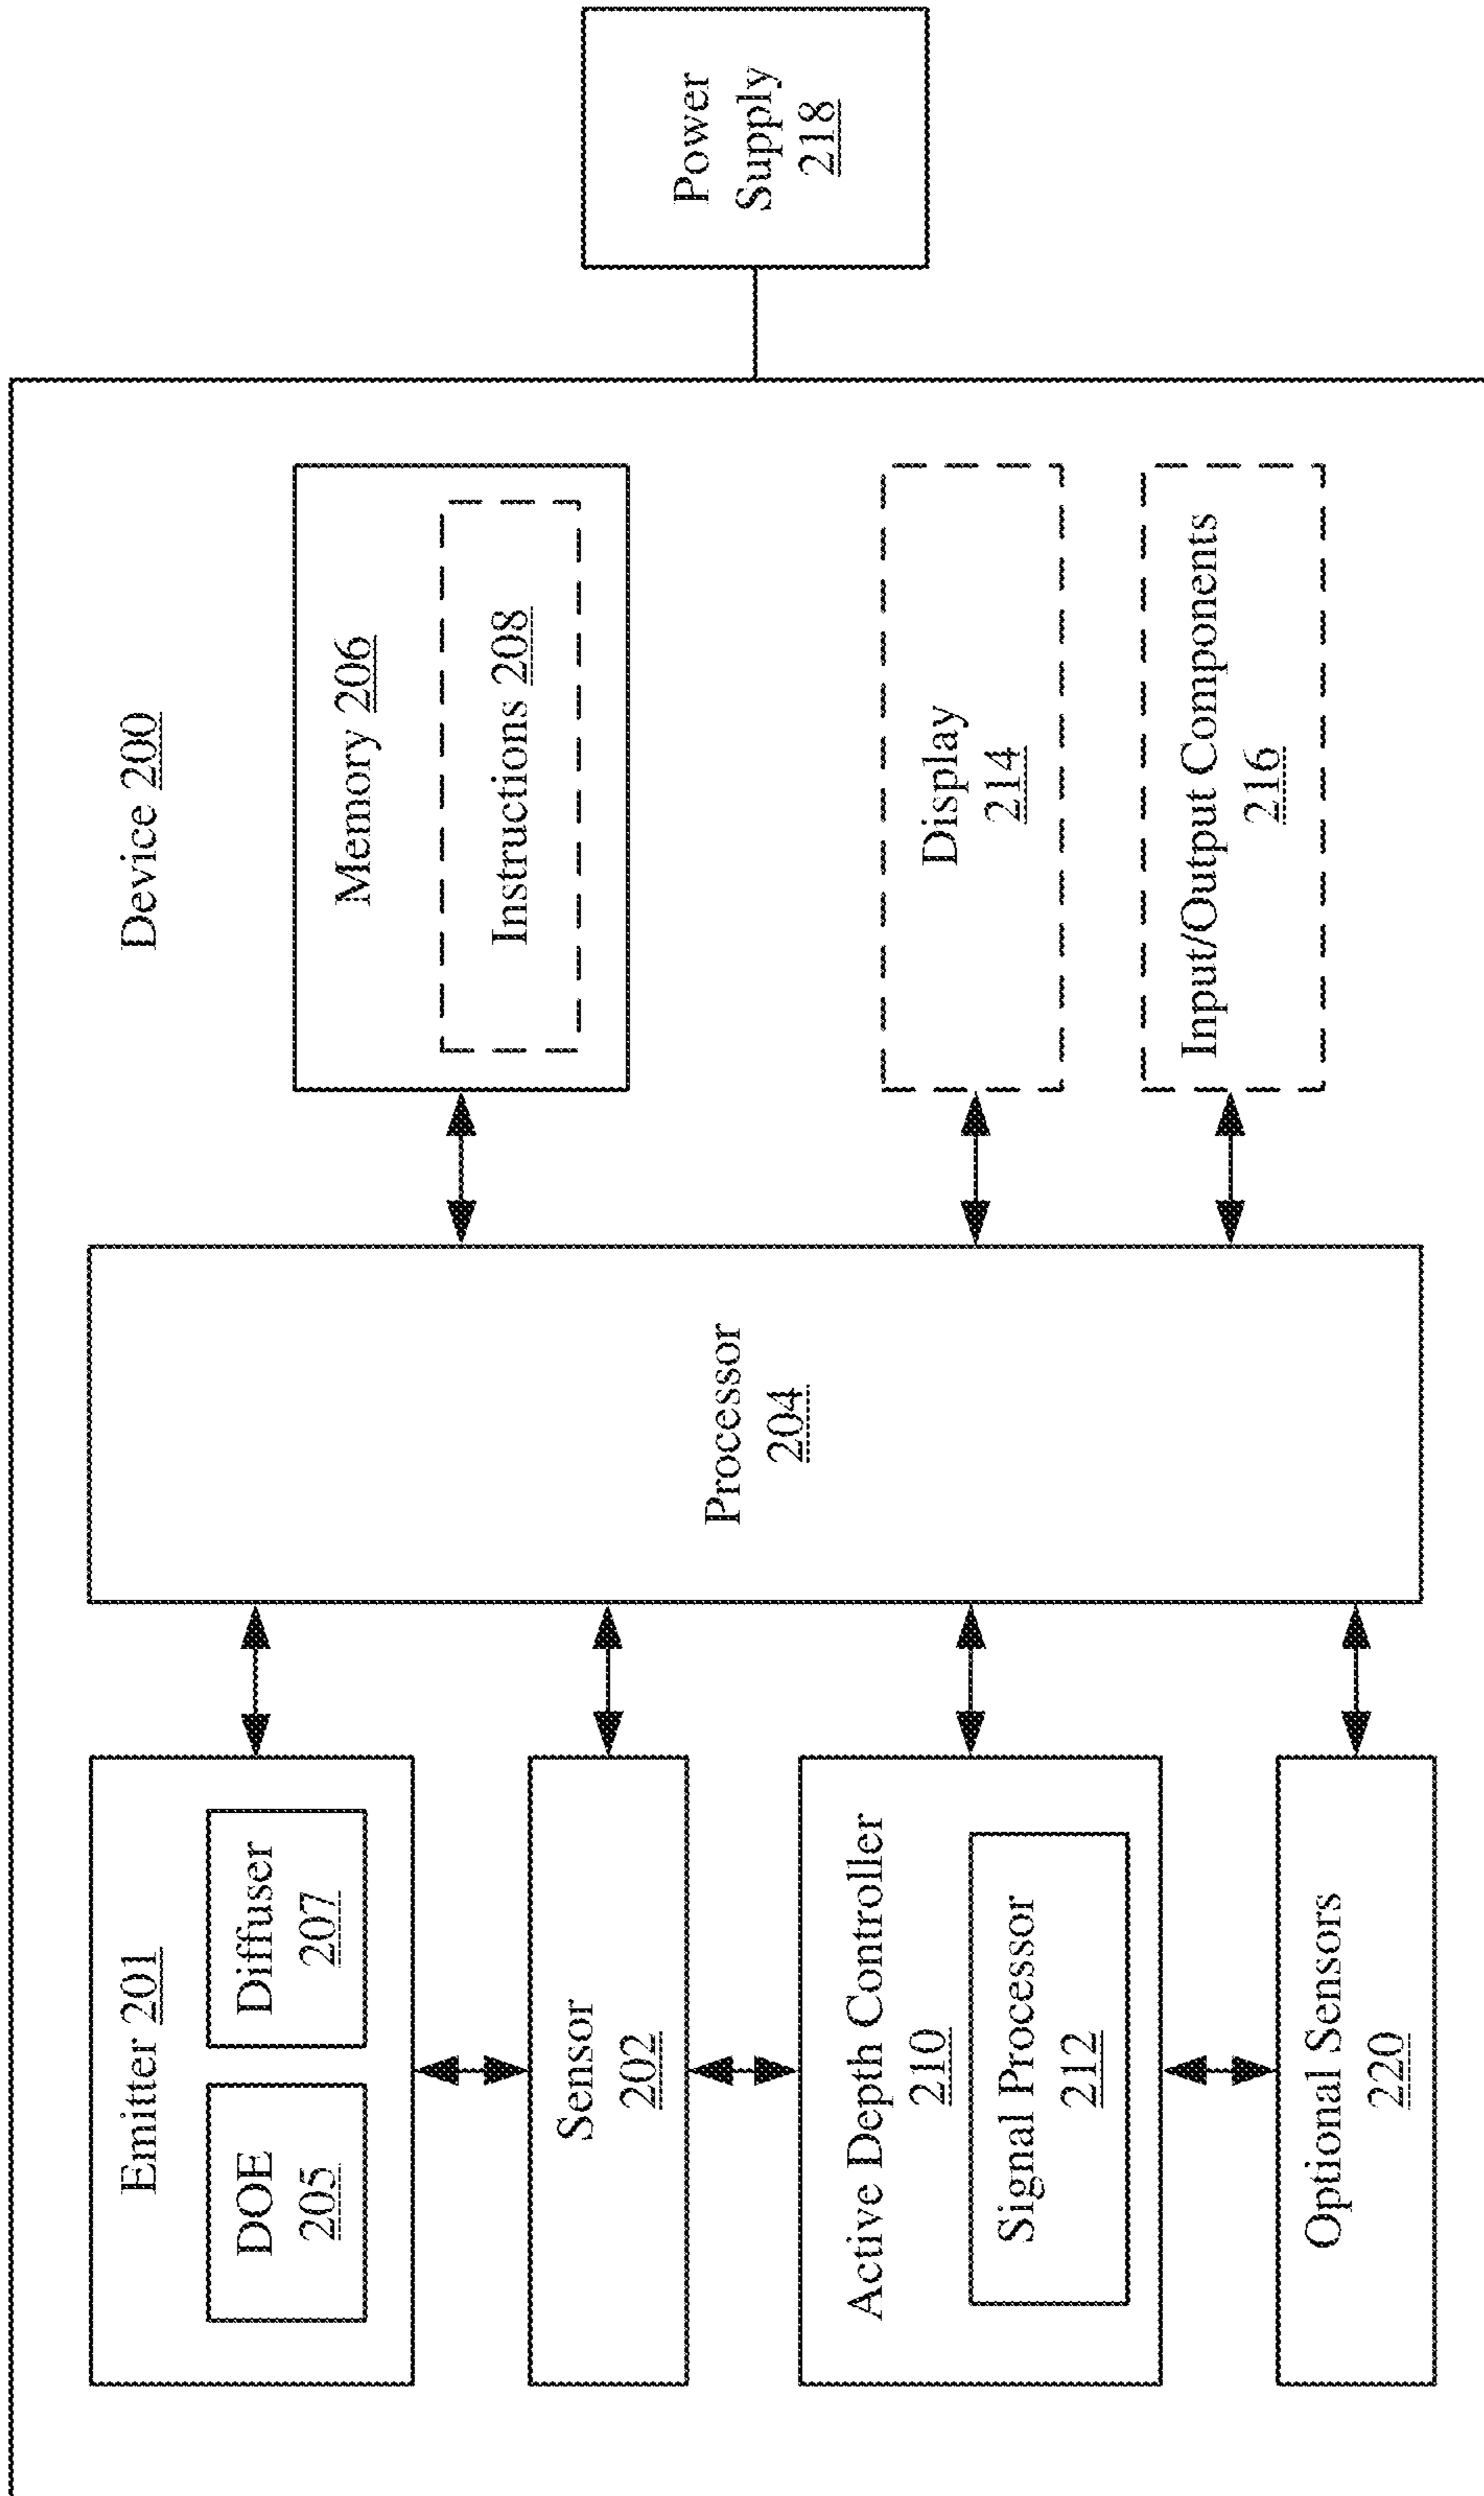 Device 200
Emitter 201
DOE
205
Diffuser
207
Sensor
202
Active Depth Controller
210
Signal Processor
212
Optional Sensors
220
Processor
204
Memory 206
Instructions 208
Display
214
Input/Output Components
216
Power
Supply
218